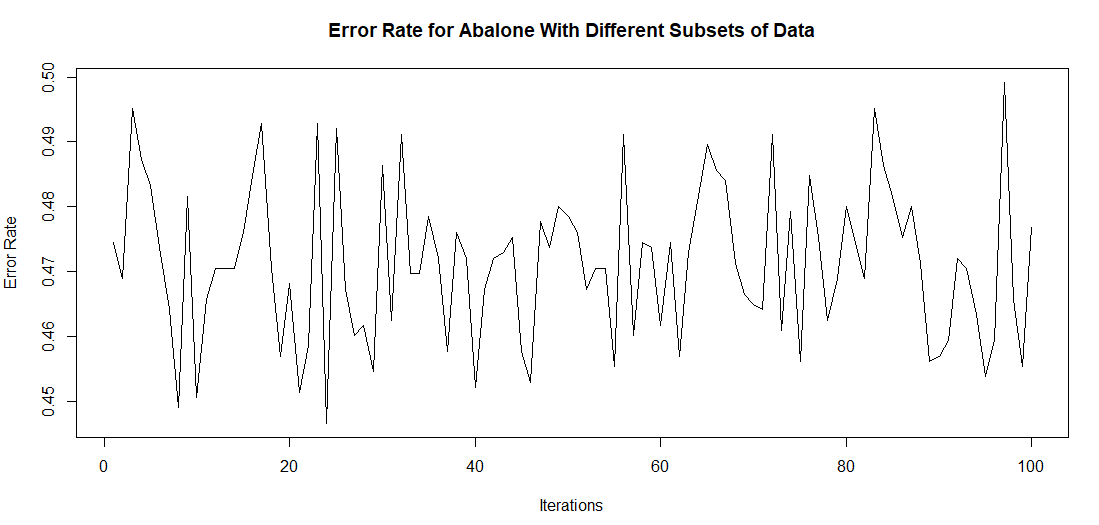 Error Rate for Abalone With Different Subsets of Data
Error Rate
0.50
0.49
0.48
0.47
0.46
0.45
0 20 40 60 80 100
Iterations